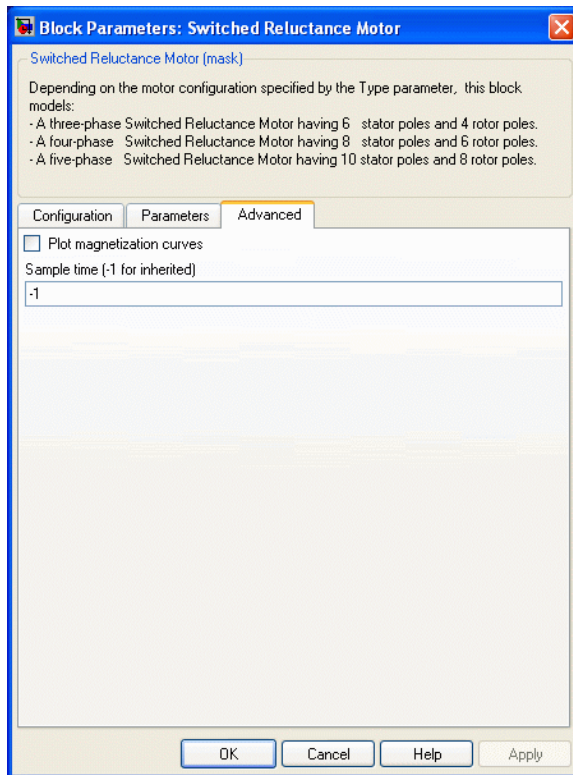 Block Parameters: Switched Reluctance Motor
Switched Reluctance Motor (mask)
Depending on the motor configuration specified by the Type parameter, this block
models:
- A three-phase Switched Reluctance Motor having 6 stator poles and 4 rotor poles.
- A four-phase Switched Reluctance Motor having 8 stator poles and 6 rotor poles.
- A five-phase Switched Reluctance Motor having 10 stator poles and 8 rotor poles.
Configuration Parameters Advanced
Plot magnetization curves
Sample time (-1 for inherited)
-1
OK Cancel Help Apply